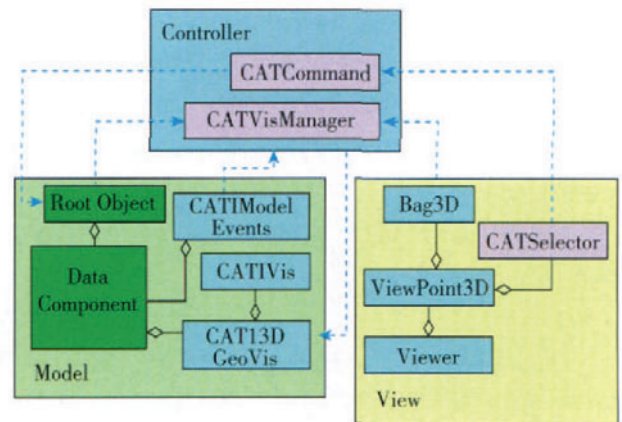 Controller
CATCommand
CATVisManager
Root Object
CATIModel
Events
Data
Component
CATIVis
CAT13D
GeoVis
Model
Bag3D
CATSelector
ViewPoint3D
Viewer
View